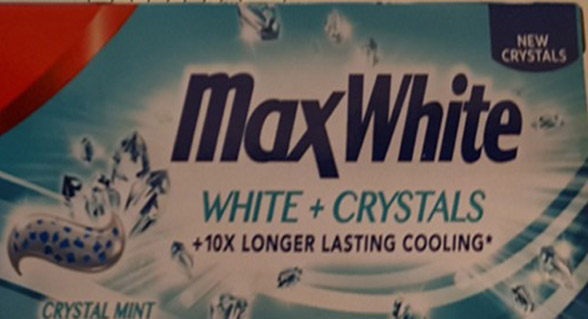 NEW
CRYSTALS
MaxWhite
WHITE + CRYSTALS
+10X LONGER LASTING COOLING*
CRYSTAL MINT